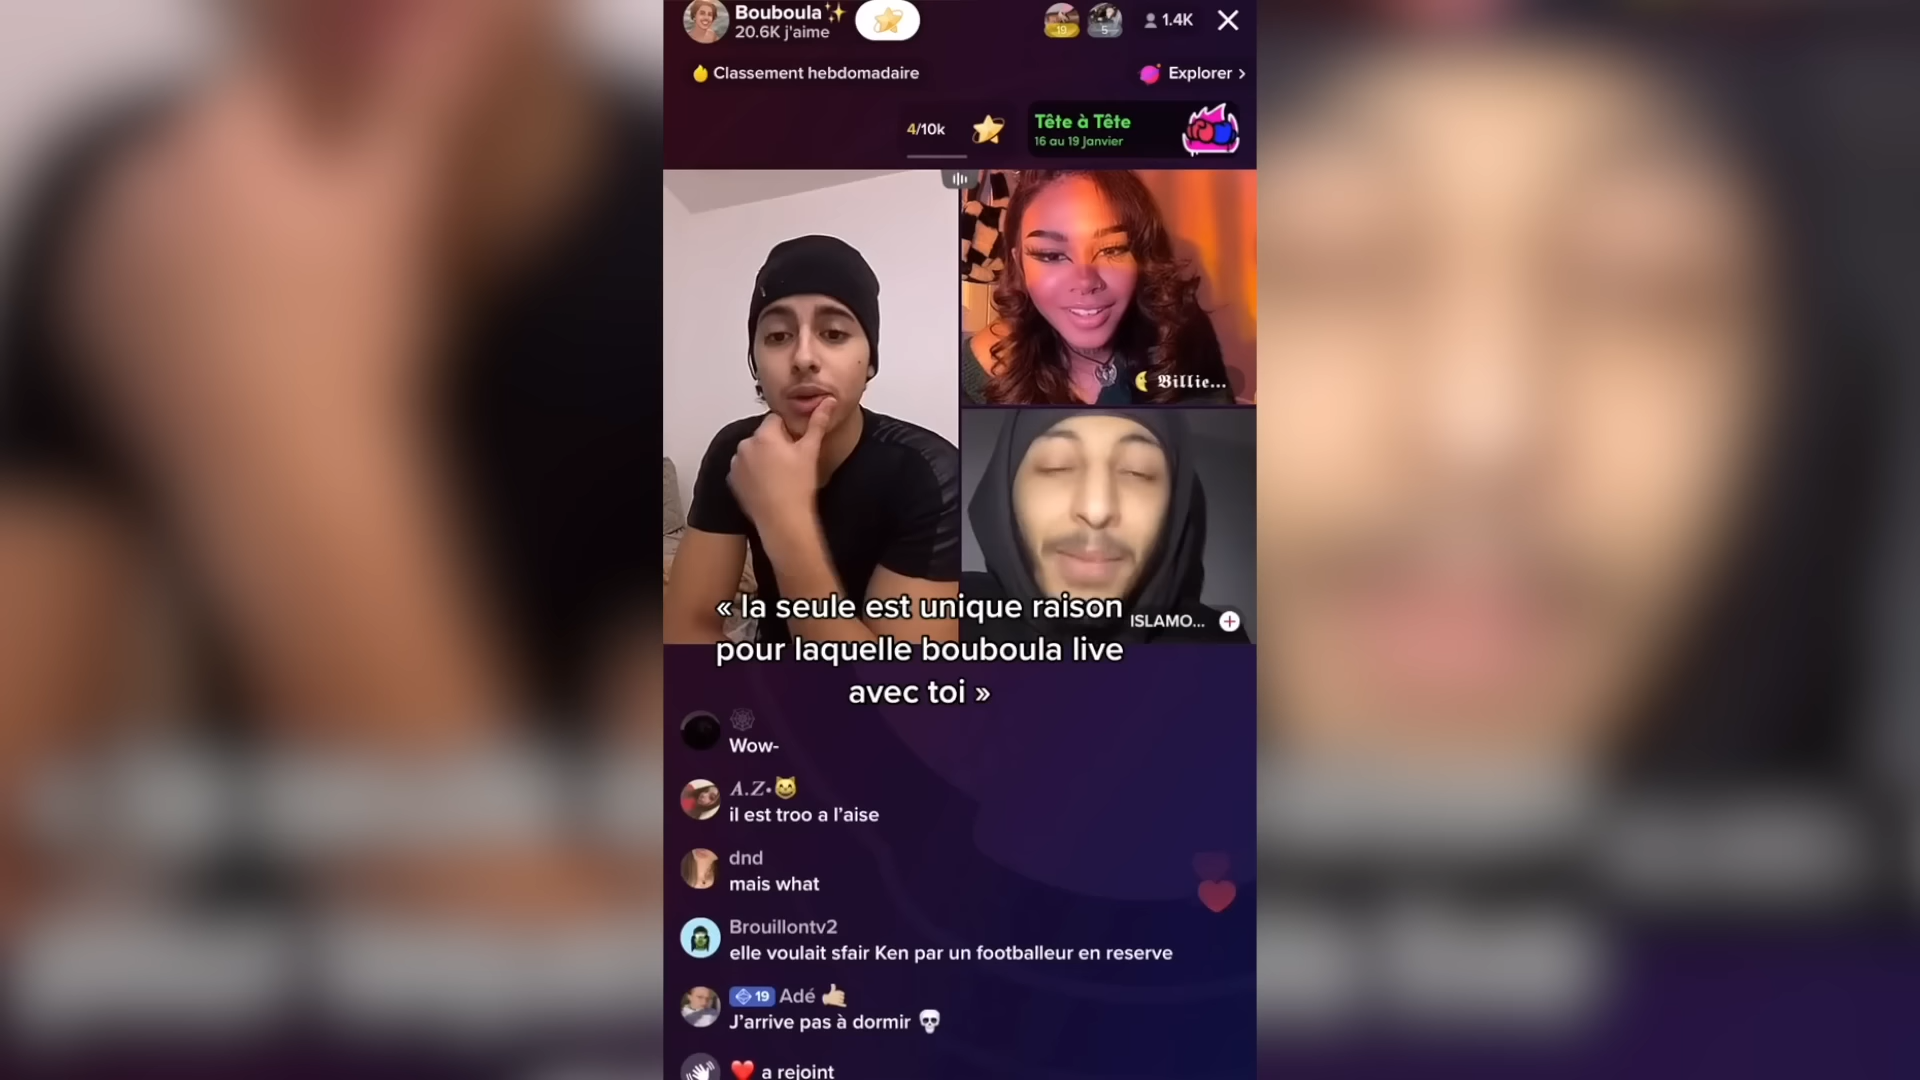 Bouboula✨
20.6K j'aime
19
5
1.4K
Classement hebdomadaire
Explorer >
4/10k
Tête à Tête
16 au 19 Janvier
𝕭𝖎𝖑𝖑𝖎𝖊...
ISLAMO...
« la seule est unique raison
pour laquelle bouboula live
avec toi »
🕸
Wow-
A.Z•😺
il est troo a l'aise
dnd
mais what
Brouillontv2
elle voulait sfair Ken par un footballeur en reserve
19 Adé 🤙🏼
J'arrive pas à dormir 💀
❤️ a rejoint